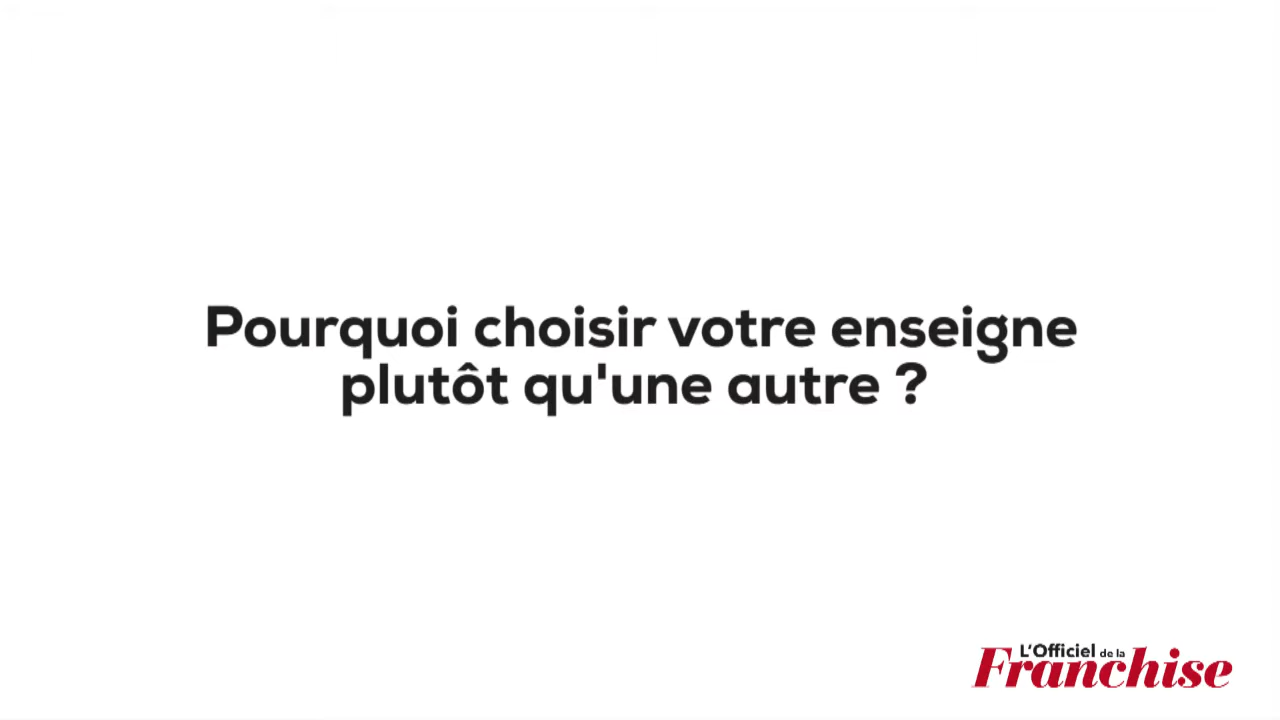 Pourquoi choisir votre enseigne
plutôt qu'une autre ?
L'Officiel de la
Franchise